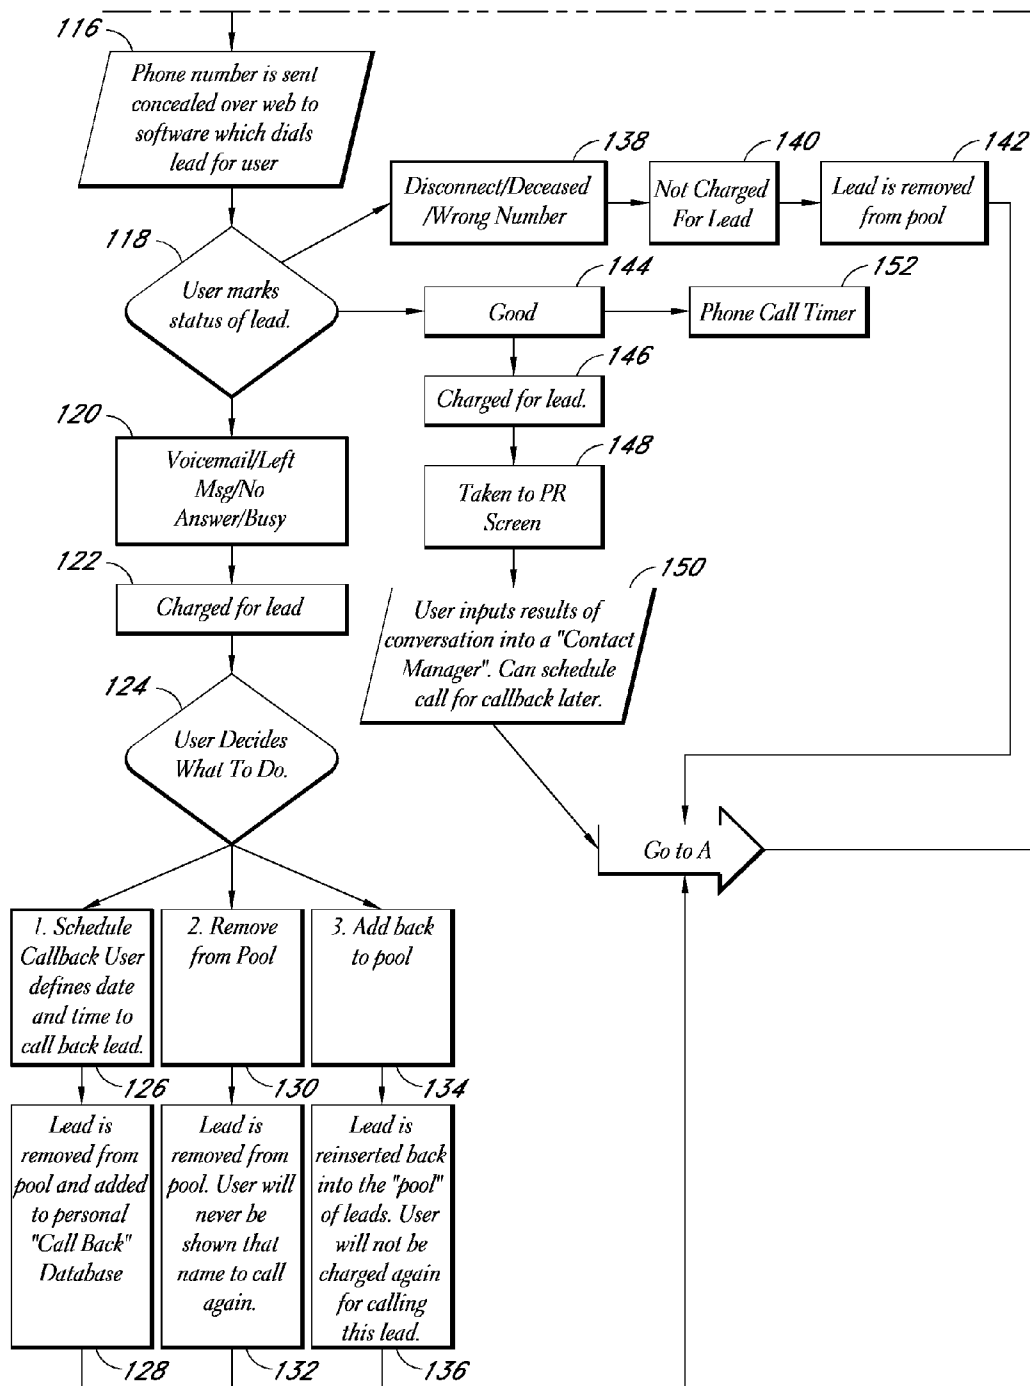 116
Phone number is sent
concealed over web to
software which dials
lead for user
138
Disconnect/Deceased
/Wrong Number
140
Not Charged
For Lead
142
Lead is removed
from pool
118
User marks
status of lead.
144
Good
152
Phone Call Timer
146
Charged for lead.
120
Voicemail/Left
Msg/No
Answer/Busy
148
Taken to PR
Screen
122
Charged for lead
150
User inputs results of
conversation into a "Contact
Manager". Can schedule
call for callback later.
124
User Decides
What To Do.
Go to A
1. Schedule
Callback User
defines date
and time to
call back lead.
126
2. Remove
from Pool
130
3. Add back
to pool
134
Lead is
removed from
pool and added
to personal
"Call Back"
Database
128
Lead is
removed from
pool. User will
never be
shown that
name to call
again.
132
Lead is
reinserted back
into the "pool"
of leads. User
will not be
charged again
for calling
this lead.
136